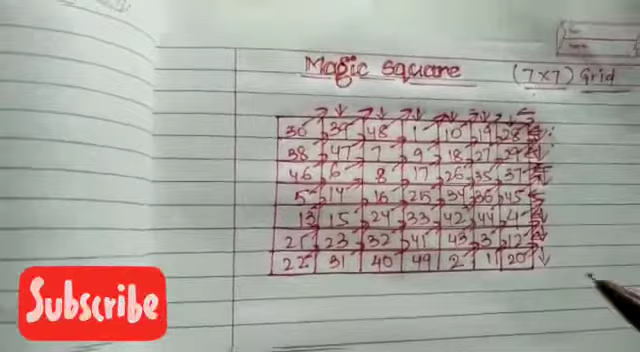 Magic square (7x7) Grid
30 39 48 1 10 19 28
38 47 7 9 18 27 29
46 6 8 17 26 35 37
5 14 16 25 34 36 45
13 15 24 33 42 44 4
21 23 32 41 43 3 12
22 31 40 49 2 11 20
Subscribe